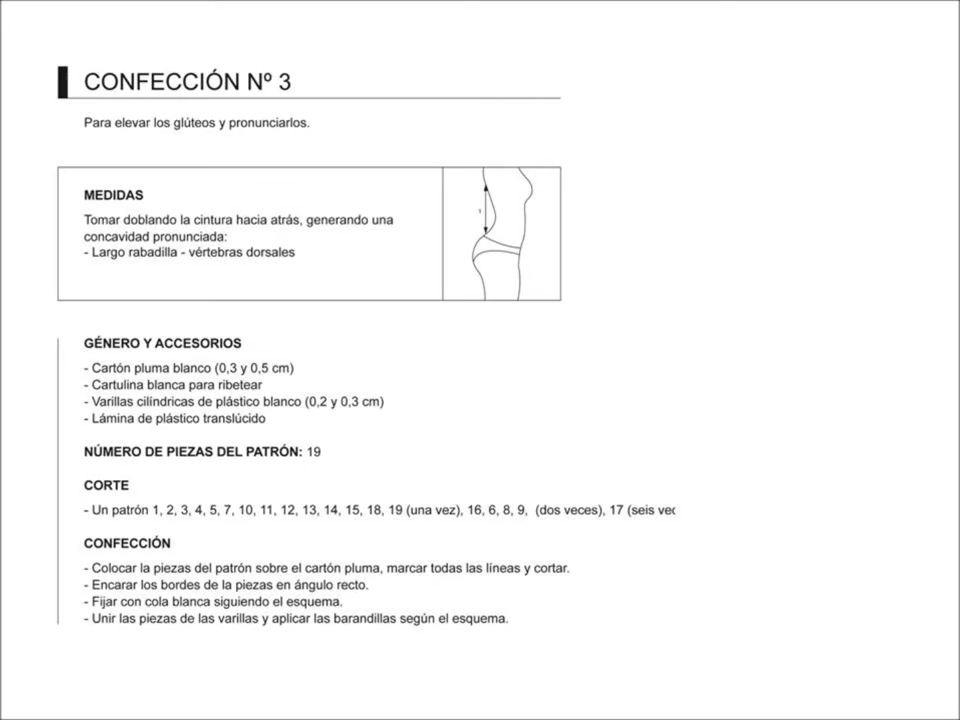 CONFECCIÓN Nº 3
Para elevar los glúteos y pronunciarlos.
MEDIDAS
Tomar doblando la cintura hacia atrás, generando una
concavidad pronunciada:
- Largo rabadilla - vértebras dorsales
1
GÉNERO Y ACCESORIOS
- Cartón pluma blanco (0,3 y 0,5 cm)
- Cartulina blanca para ribetear
- Varillas cilíndricas de plástico blanco (0,2 y 0,3 cm)
- Lámina de plástico translúcido
NÚMERO DE PIEZAS DEL PATRÓN: 19
CORTE
- Un patrón 1, 2, 3, 4, 5, 7, 10, 11, 12, 13, 14, 15, 18, 19 (una vez), 16, 6, 8, 9, (dos veces), 17 (seis
CONFECCIÓN
- Colocar la piezas del patrón sobre el cartón pluma, marcar todas las líneas y cortar.
- Encarar los bordes de la piezas en ángulo recto.
- Fijar con cola blanca siguiendo el esquema.
- Unir las piezas de las varillas y aplicar las barandillas según el esquema.